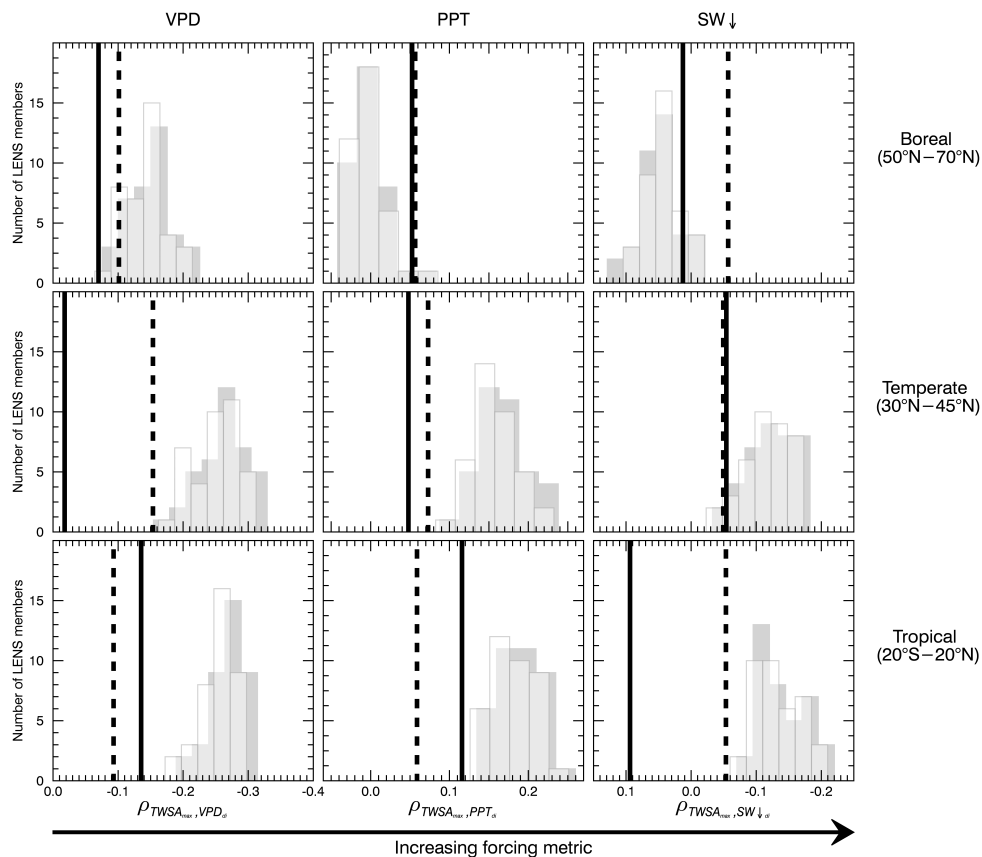 VPD PPT SW↓
Number of LENS members
15
10
5
0
Boreal
(50°N−70°N)
Number of LENS members
15
10
5
0
Temperate
(30°N−45°N)
Number of LENS members
15
10
5
0
Tropical
(20°S−20°N)
0.0 -0.1 -0.2 -0.3 -0.4 0.0 0.1 0.2 0.1 0.0 -0.1 -0.2
ρTWSAmax,VPDdi ρTWSAmax,PPTdi ρTWSAmax,SW↓di
Increasing forcing metric